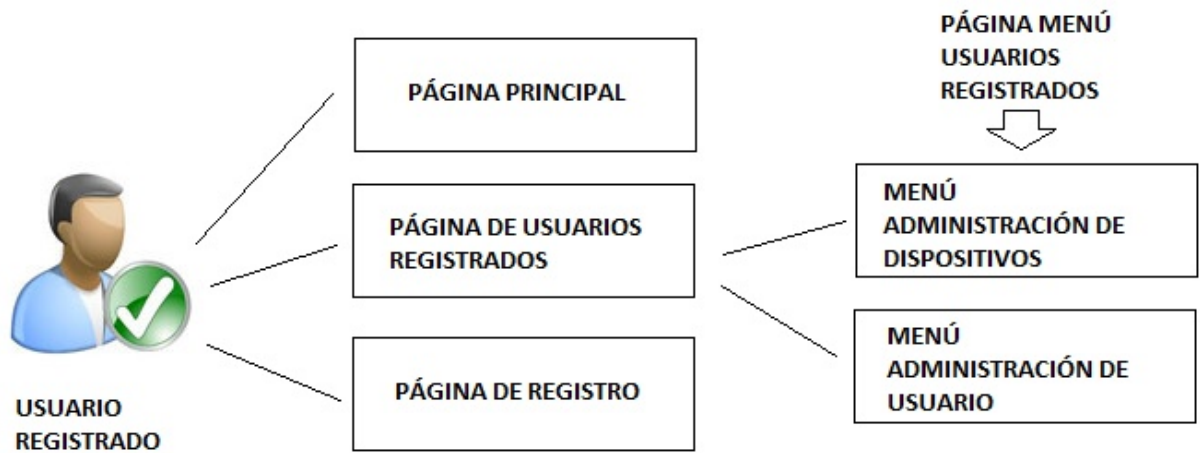 USUARIO
REGISTRADO
PÁGINA PRINCIPAL
PÁGINA DE USUARIOS
REGISTRADOS
PÁGINA DE REGISTRO
PÁGINA MENÚ
USUARIOS
REGISTRADOS
MENÚ
ADMINISTRACIÓN DE
DISPOSITIVOS
MENÚ
ADMINISTRACIÓN DE
USUARIO